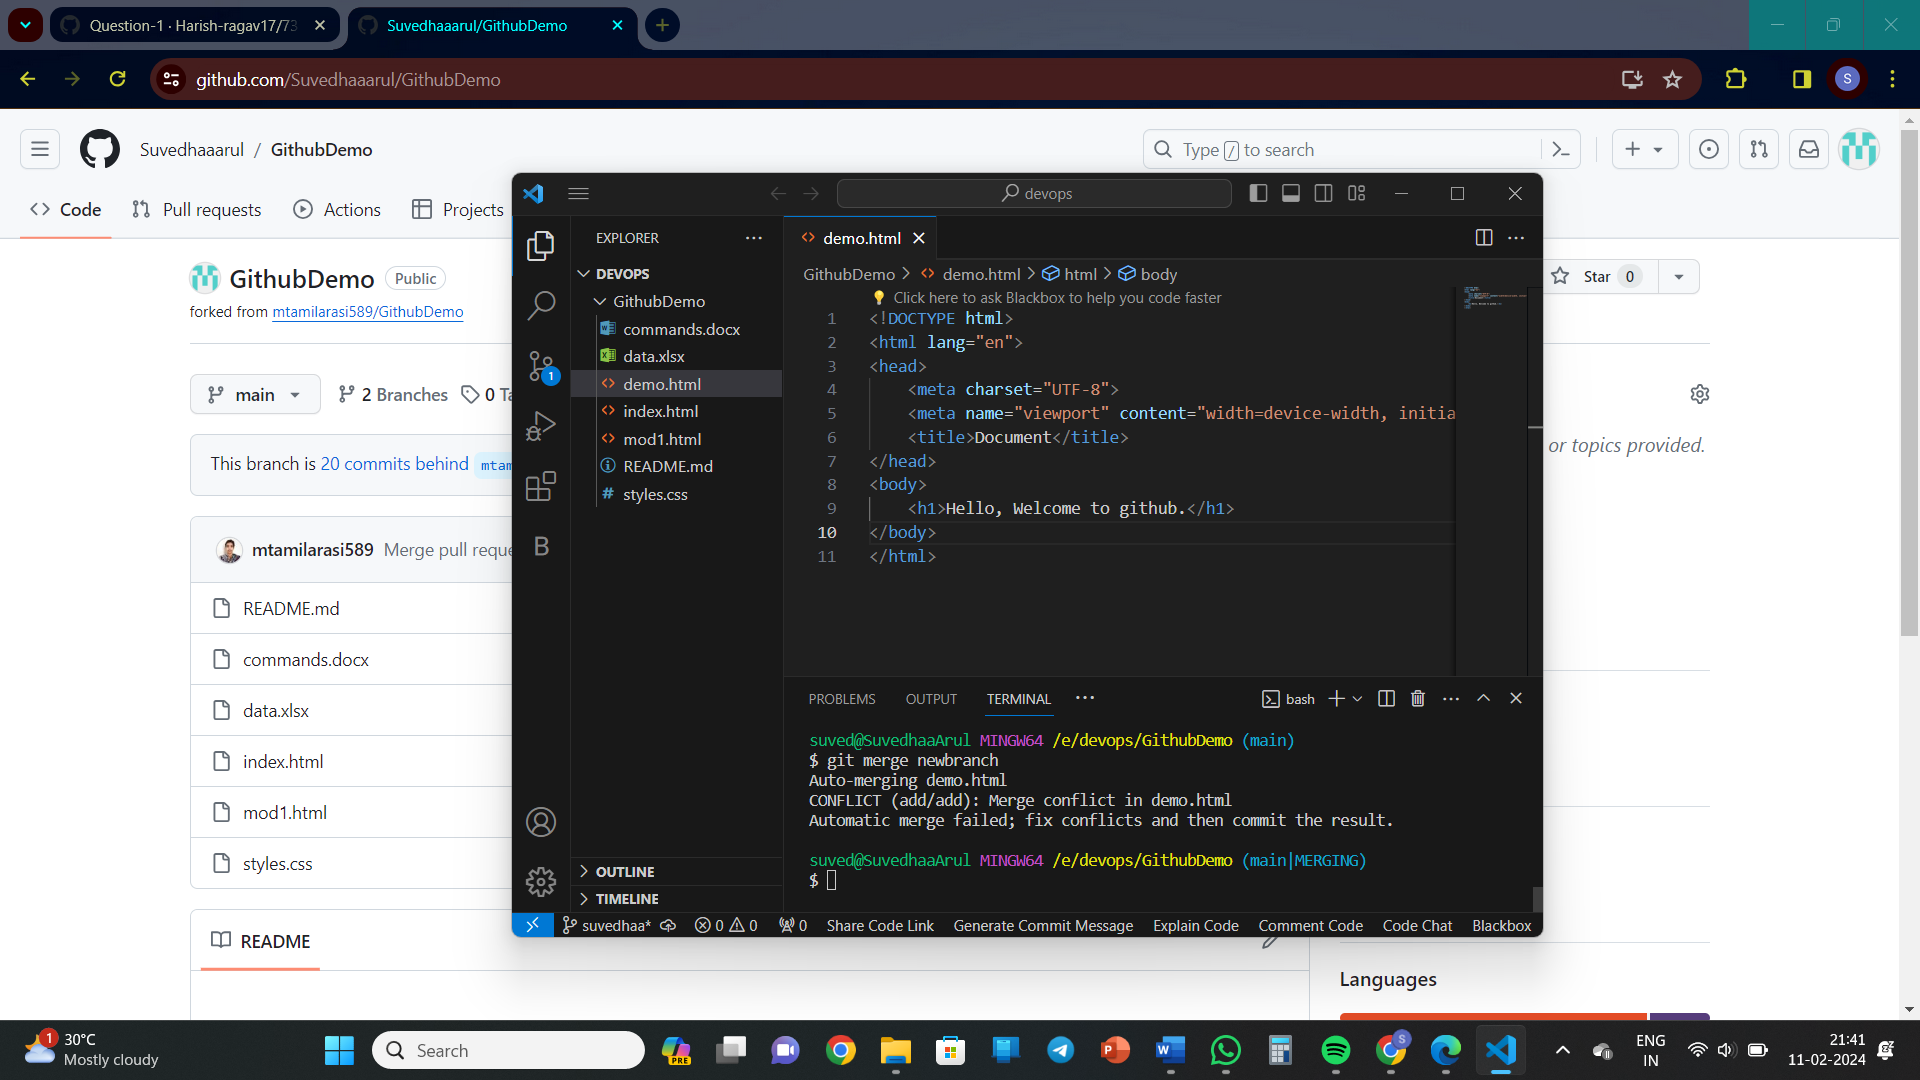 Question-1 · Harish-ragav17/73
Suvedhaaarul/GithubDemo
github.com/Suvedhaaarul/GithubDemo
S
Suvedhaaarul / GithubDemo
Type / to search
Code
Pull requests
Actions
Projects
GithubDemo
Public
forked from mtamilarasi589/GithubDemo
Star 0
main
2 Branches
0 Ta
This branch is 20 commits behind mtam
or topics provided.
mtamilarasi589 Merge pull reque
README.md
commands.docx
data.xlsx
index.html
mod1.html
styles.css
README
Languages
devops
EXPLORER
DEVOPS
GithubDemo
commands.docx
data.xlsx
demo.html
index.html
mod1.html
README.md
styles.css
1
B
OUTLINE
TIMELINE
demo.html
GithubDemo > demo.html > html > body
Click here to ask Blackbox to help you code faster
1 <!DOCTYPE html>
2 <html lang="en">
3 <head>
4 <meta charset="UTF-8">
5 <meta name="viewport" content="width=device-width, initia
6 <title>Document</title>
7 </head>
8 <body>
9 <h1>Hello, Welcome to github.</h1>
10 </body>
11 </html>
PROBLEMS OUTPUT TERMINAL
bash
suved@SuvedhaaArul MINGW64 /e/devops/GithubDemo (main)
$ git merge newbranch
Auto-merging demo.html
CONFLICT (add/add): Merge conflict in demo.html
Automatic merge failed; fix conflicts and then commit the result.
suved@SuvedhaaArul MINGW64 /e/devops/GithubDemo (main|MERGING)
$
suvedhaa* 0 0 0 Share Code Link Generate Commit Message Explain Code Comment Code Code Chat Blackbox
1
30°C
Mostly cloudy
Search
PRE
S
ENG
IN
21:41
11-02-2024